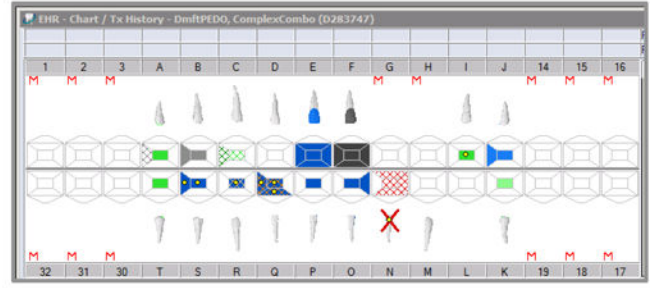 EHR - Chart / Tx History - DmftPEDO, ComplexCombo (D283747)
1 2 3 A B C D E F G H I J 14 15 16
M M M M M M M M
M M M M M M
32 31 30 T S R Q P O N M L K 19 18 17